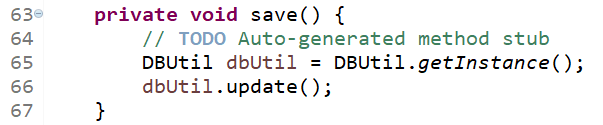 63 private void save() {
64 // TODO Auto-generated method stub
65 DBUtil dbUtil = DBUtil.getInstance();
66 dbUtil.update();
67 }